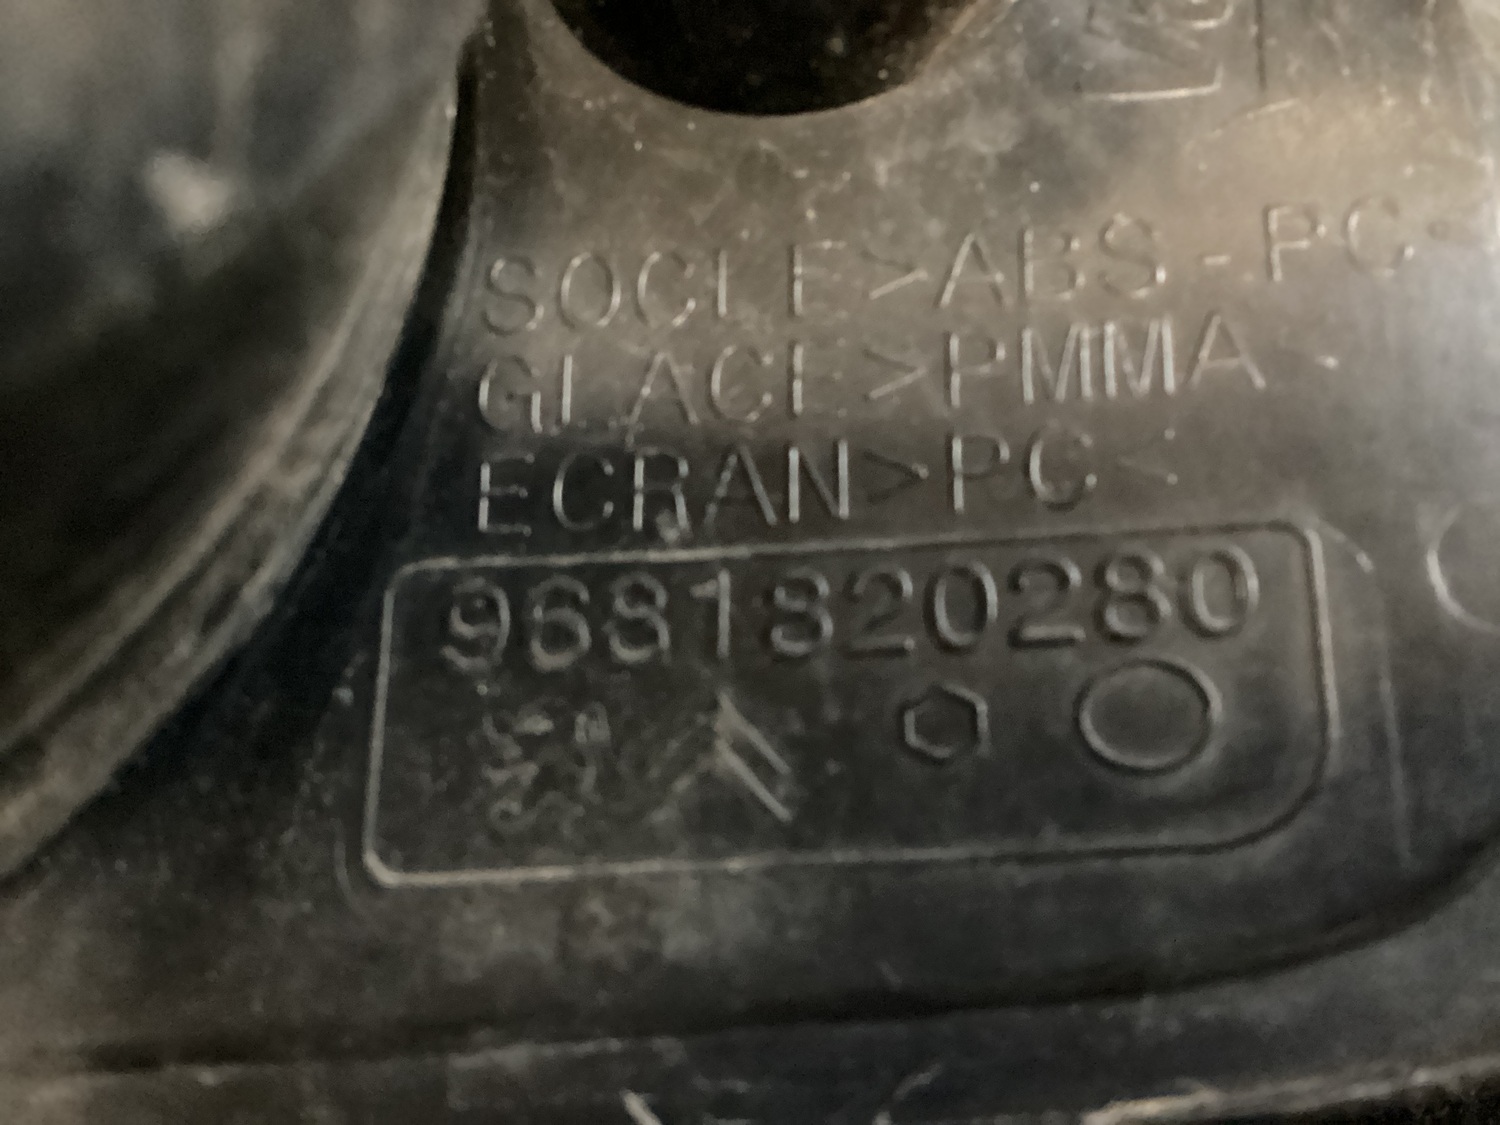 SOCLE>ABS-PC<
GLACE>PMMA<
ECRAN>PC<
9681820280